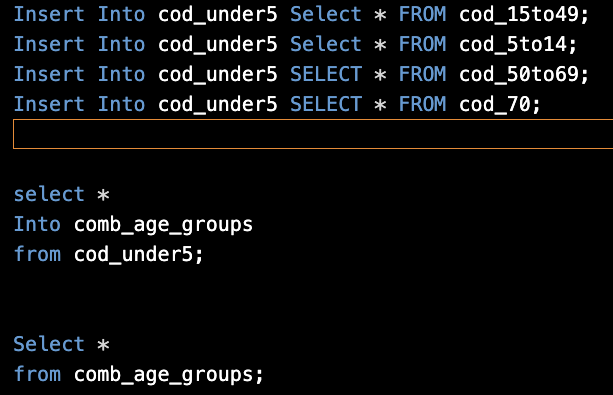 Insert Into cod_under5 Select * FROM cod_15to49;
Insert Into cod_under5 Select * FROM cod_5to14;
Insert Into cod_under5 SELECT * FROM cod_50to69;
Insert Into cod_under5 SELECT * FROM cod_70;
select *
Into comb_age_groups
from cod_under5;
Select *
from comb_age_groups;